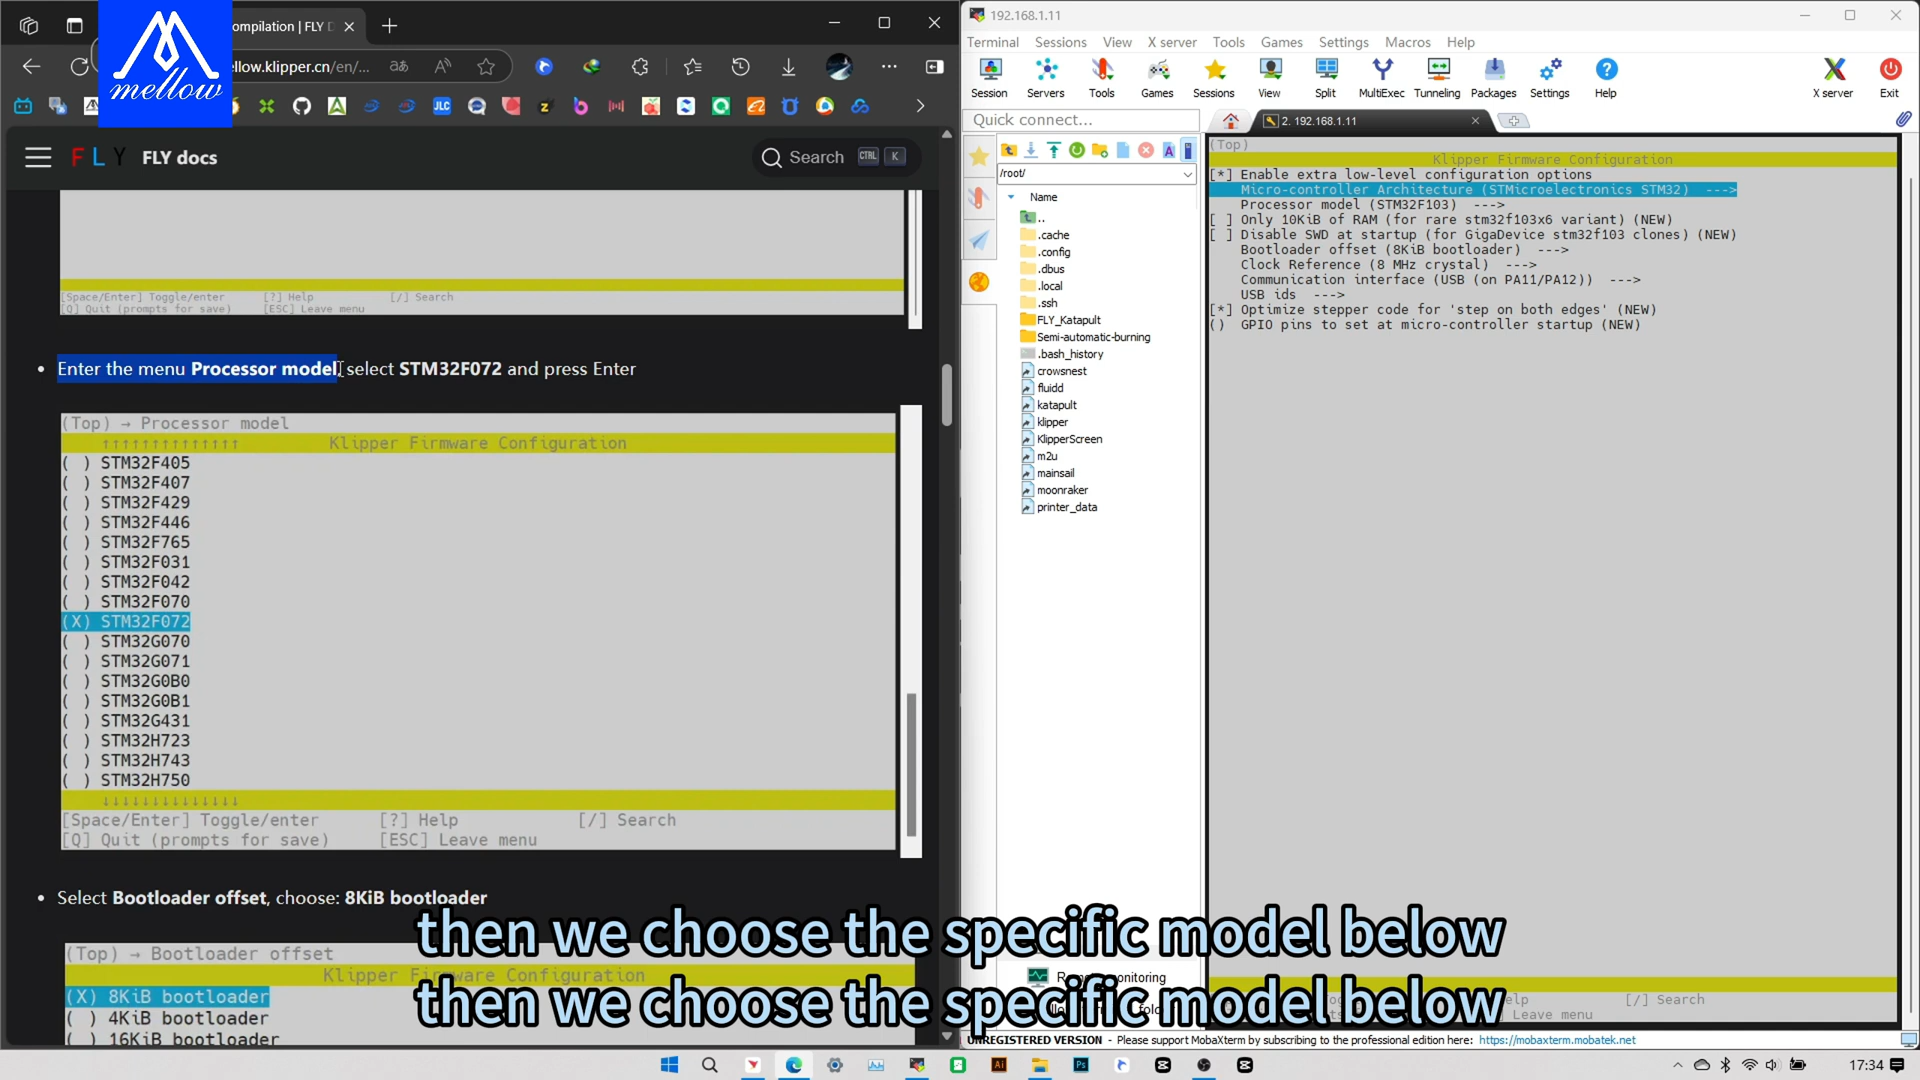 ompilation | FLY D
llow.klipper.cn/en/...
mellow
FLY FLY docs
Search CTRL K
[Space/Enter] Toggle/enter [?] Help [/] Search
[Q] Quit (prompts for save) [ESC] Leave menu
Enter the menu Processor model, select STM32F072 and press Enter
(Top) → Processor model
↑↑↑↑↑↑↑↑↑↑↑↑↑↑ Klipper Firmware Configuration
( ) STM32F405
( ) STM32F407
( ) STM32F429
( ) STM32F446
( ) STM32F765
( ) STM32F031
( ) STM32F042
( ) STM32F070
(X) STM32F072
( ) STM32G070
( ) STM32G071
( ) STM32G0B0
( ) STM32G0B1
( ) STM32G431
( ) STM32H723
( ) STM32H743
( ) STM32H750
↓↓↓↓↓↓↓↓↓↓↓↓↓↓
[Space/Enter] Toggle/enter [?] Help [/] Search
[Q] Quit (prompts for save) [ESC] Leave menu
Select Bootloader offset, choose: 8KiB bootloader
(Top) → Bootloader offset
Klipper Firmware Configuration
(X) 8KiB bootloader
( ) 4KiB bootloader
( ) 16KiB bootloader
192.168.1.11
Terminal Sessions View X server Tools Games Settings Macros Help
Session Servers Tools Games Sessions View Split MultiExec Tunneling Packages Settings Help X server Exit
Quick connect...
2. 192.168.1.11
/root/
Name
..
.cache
.config
.dbus
.local
.ssh
FLY_Katapult
Semi-automatic-burning
.bash_history
crowsnest
fluidd
katapult
klipper
KlipperScreen
m2u
mainsail
moonraker
printer_data
(Top)
Klipper Firmware Configuration
[*] Enable extra low-level configuration options
Micro-controller Architecture (STMicroelectronics STM32) --->
Processor model (STM32F103) --->
[ ] Only 10KiB of RAM (for rare stm32f103x6 variant) (NEW)
[ ] Disable SWD at startup (for GigaDevice stm32f103 clones) (NEW)
Bootloader offset (8KiB bootloader) --->
Clock Reference (8 MHz crystal) --->
Communication interface (USB (on PA11/PA12)) --->
USB ids --->
[*] Optimize stepper code for 'step on both edges' (NEW)
() GPIO pins to set at micro-controller startup (NEW)
[/] Search
Leave menu
then we choose the specific model below
then we choose the specific model below
UNREGISTERED VERSION - Please support MobaXterm by subscribing to the professional edition here: https://mobaxterm.mobatek.net
17:34